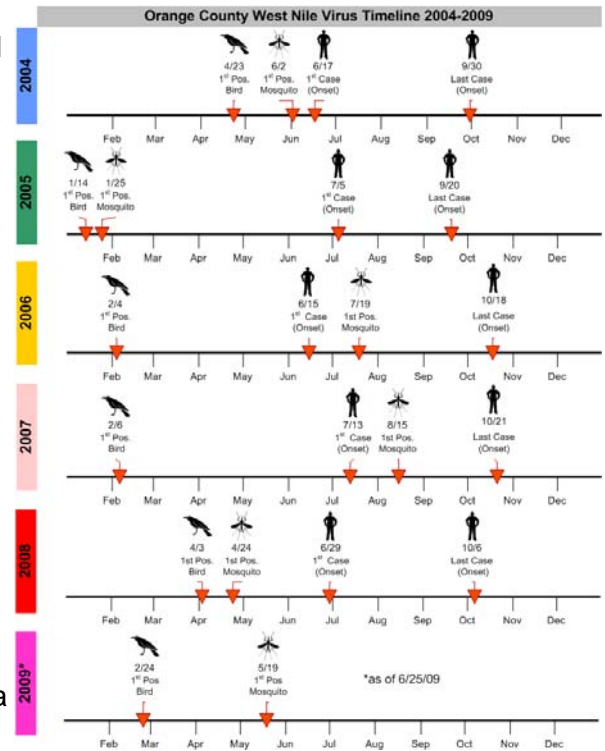 Orange County West Nile Virus Timeline 2004-2009
2004
4/23 6/2 6/17 9/30
1st Pos. 1st Pos. 1st Case Last Case
Bird Mosquito (Onset) (Onset)
Feb Mar Apr May Jun Jul Aug Sep Oct Nov Dec
2005
1/14 1/25 7/5 9/20
1st Pos. 1st Pos. 1st Case Last Case
Bird Mosquito (Onset) (Onset)
Feb Mar Apr May Jun Jul Aug Sep Oct Nov Dec
2006
2/4 6/15 7/19 10/18
1st Pos. 1st Case 1st Pos. Last Case
Bird (Onset) Mosquito (Onset)
Feb Mar Apr May Jun Jul Aug Sep Oct Nov Dec
2007
2/6 7/13 8/15 10/21
1st Pos. 1st Case 1st Pos. Last Case
Bird (Onset) Mosquito (Onset)
Feb Mar Apr May Jun Jul Aug Sep Oct Nov Dec
2008
4/3 4/24 6/29 10/6
1st Pos. 1st Pos. 1st Case Last Case
Bird Mosquito (Onset) (Onset)
Feb Mar Apr May Jun Jul Aug Sep Oct Nov Dec
2009*
2/24 5/19 *as of 6/25/09
1st Pos 1st Pos
Bird Mosquito
a
Feb Mar Apr May Jun Jul Aug Sep Oct Nov Dec